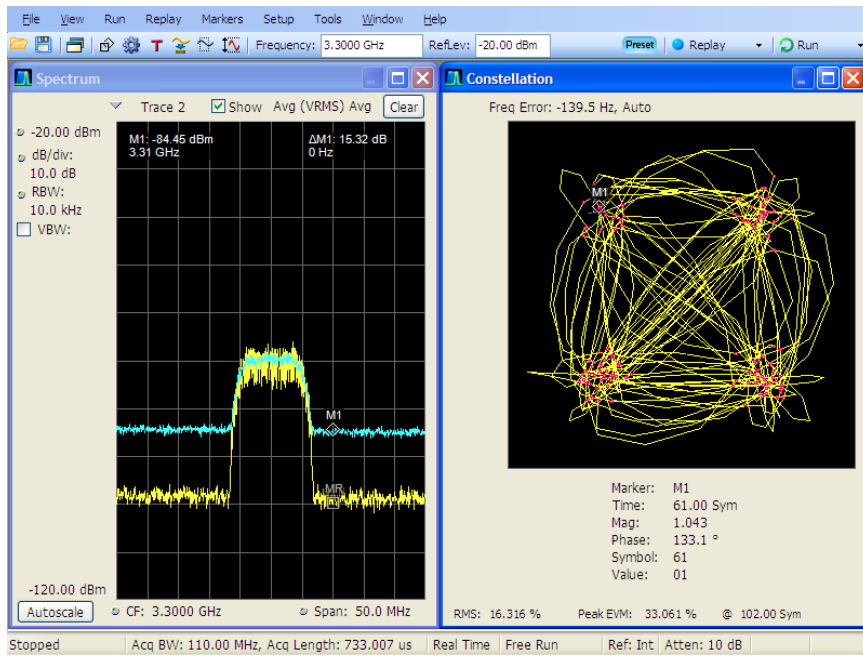 File View Run Replay Markers Setup Tools Window Help
T Frequency: 3.3000 GHz RefLev: -20.00 dBm Preset Replay Run
Spectrum
Trace 2 Show Avg (VRMS) Avg Clear
-20.00 dBm
dB/div:
10.0 dB
RBW:
10.0 kHz
VBW:
M1: -84.45 dBm
3.31 GHz
ΔM1: 15.32 dB
0 Hz
M1
MR
-120.00 dBm
Autoscale CF: 3.3000 GHz Span: 50.0 MHz
Constellation
Freq Error: -139.5 Hz, Auto
M1
Marker: M1
Time: 61.00 Sym
Mag: 1.043
Phase: 133.1 °
Symbol: 61
Value: 01
RMS: 16.316 % Peak EVM: 33.061 % @ 102.00 Sym
Stopped Acq BW: 110.00 MHz, Acq Length: 733.007 us Real Time Free Run Ref: Int Atten: 10 dB